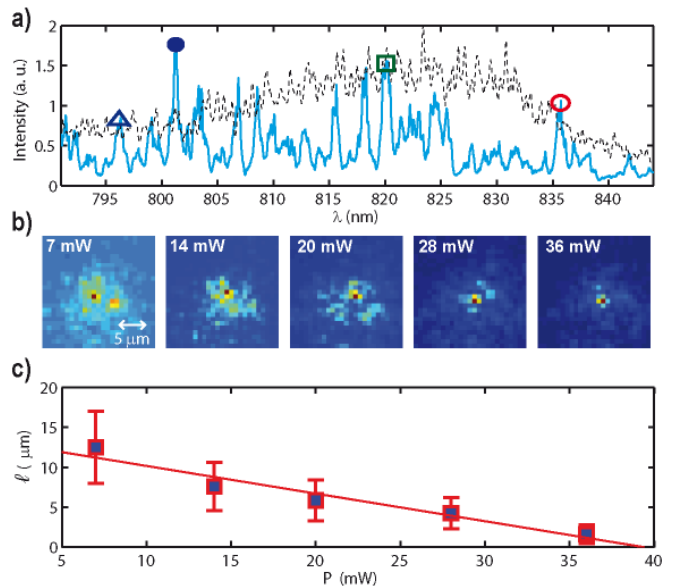 a)
2
1.5
1
0.5
0
Intensity (a. u.)
795 800 805 810 815 820 825 830 835 840
λ (nm)
b)
7 mW 14 mW 20 mW 28 mW 36 mW
5 μm
c)
20
15
10
5
0
ℓ ( μm)
5 10 15 20 25 30 35 40
P (mW)